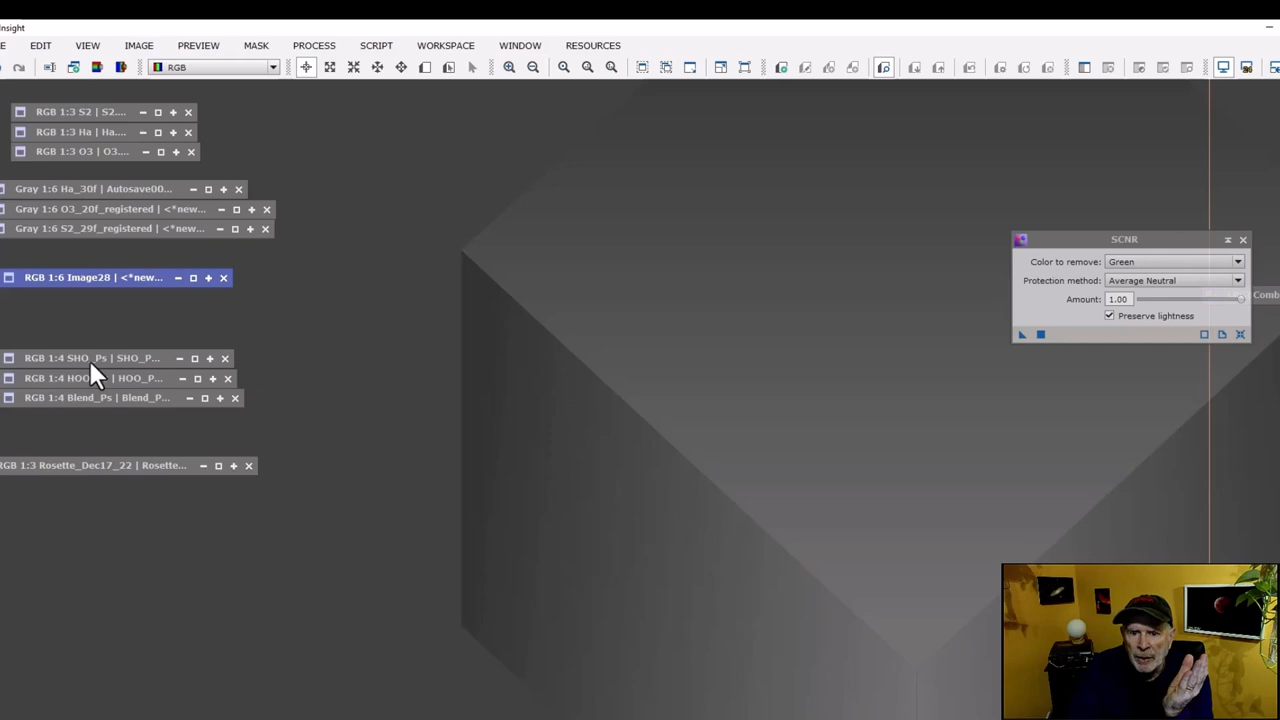 Insight
E EDIT VIEW IMAGE PREVIEW MASK PROCESS SCRIPT WORKSPACE WINDOW RESOURCES
RGB
RGB 1:3 S2 | S2....
RGB 1:3 Ha | Ha....
RGB 1:3 O3 | O3....
Gray 1:6 Ha_30f | Autosave00...
Gray 1:6 O3_20f_registered | <*new...
Gray 1:6 S2_29f_registered | <*new...
RGB 1:6 Image28 | <*new...
RGB 1:4 SHO_Ps | SHO_P...
RGB 1:4 HOO | HOO_P...
RGB 1:4 Blend_Ps | Blend_P...
RGB 1:3 Rosette_Dec17_22 | Rosette...
SCNR
Color to remove: Green
Protection method: Average Neutral
Amount: 1.00
Preserve lightness
Comb